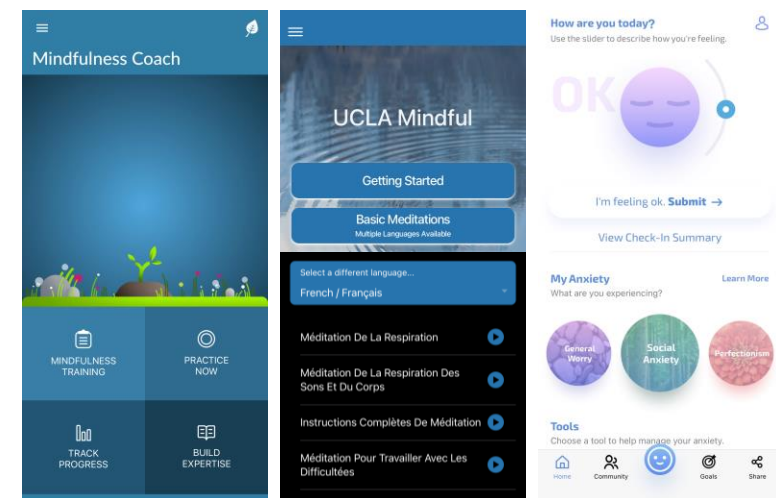 Mindfulness Coach
MINDFULNESS
TRAINING
PRACTICE
NOW
TRACK
PROGRESS
BUILD
EXPERTISE
UCLA Mindful
Getting Started
Basic Meditations
Multiple Languages Available
Select a different language...
French / Français
Méditation De La Respiration
Méditation De La Respiration Des
Sons Et Du Corps
Instructions Complètes De Méditation
Méditation Pour Travailler Avec Les
Difficultées
How are you today?
Use the slider to describe how you're feeling.
OK
I'm feeling ok. Submit →
View Check-In Summary
My Anxiety
Learn More
What are you experiencing?
General
Worry
Social
Anxiety
Perfectionism
Tools
Choose a tool to help manage your anxiety.
Home
Community
Goals
Share